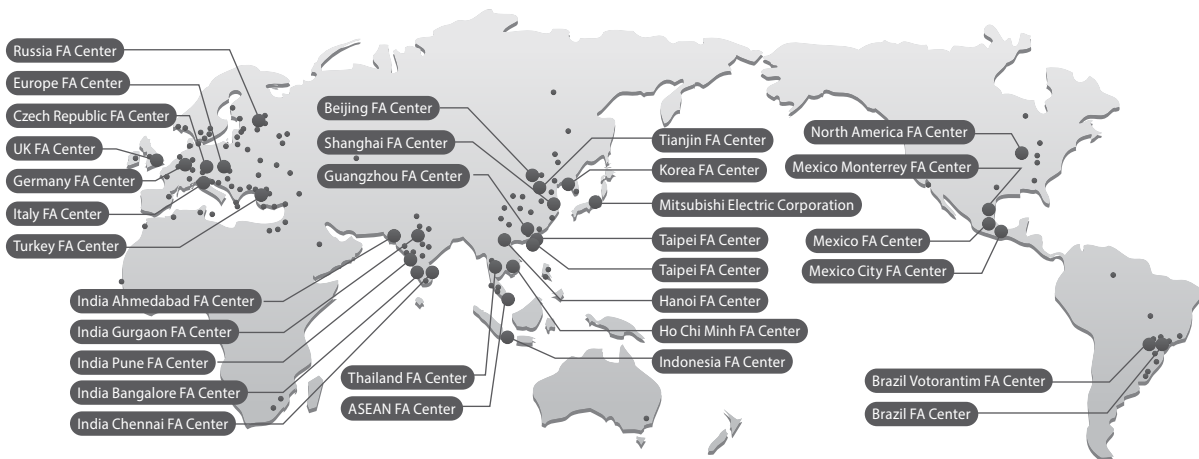 Russia FA Center
Europe FA Center
Czech Republic FA Center
UK FA Center
Germany FA Center
Italy FA Center
Turkey FA Center
India Ahmedabad FA Center
India Gurgaon FA Center
India Pune FA Center
India Bangalore FA Center
India Chennai FA Center
Beijing FA Center
Shanghai FA Center
Guangzhou FA Center
Thailand FA Center
ASEAN FA Center
Tianjin FA Center
Korea FA Center
Mitsubishi Electric Corporation
Taipei FA Center
Taipei FA Center
Hanoi FA Center
Ho Chi Minh FA Center
Indonesia FA Center
North America FA Center
Mexico Monterrey FA Center
Mexico FA Center
Mexico City FA Center
Brazil Votorantim FA Center
Brazil FA Center